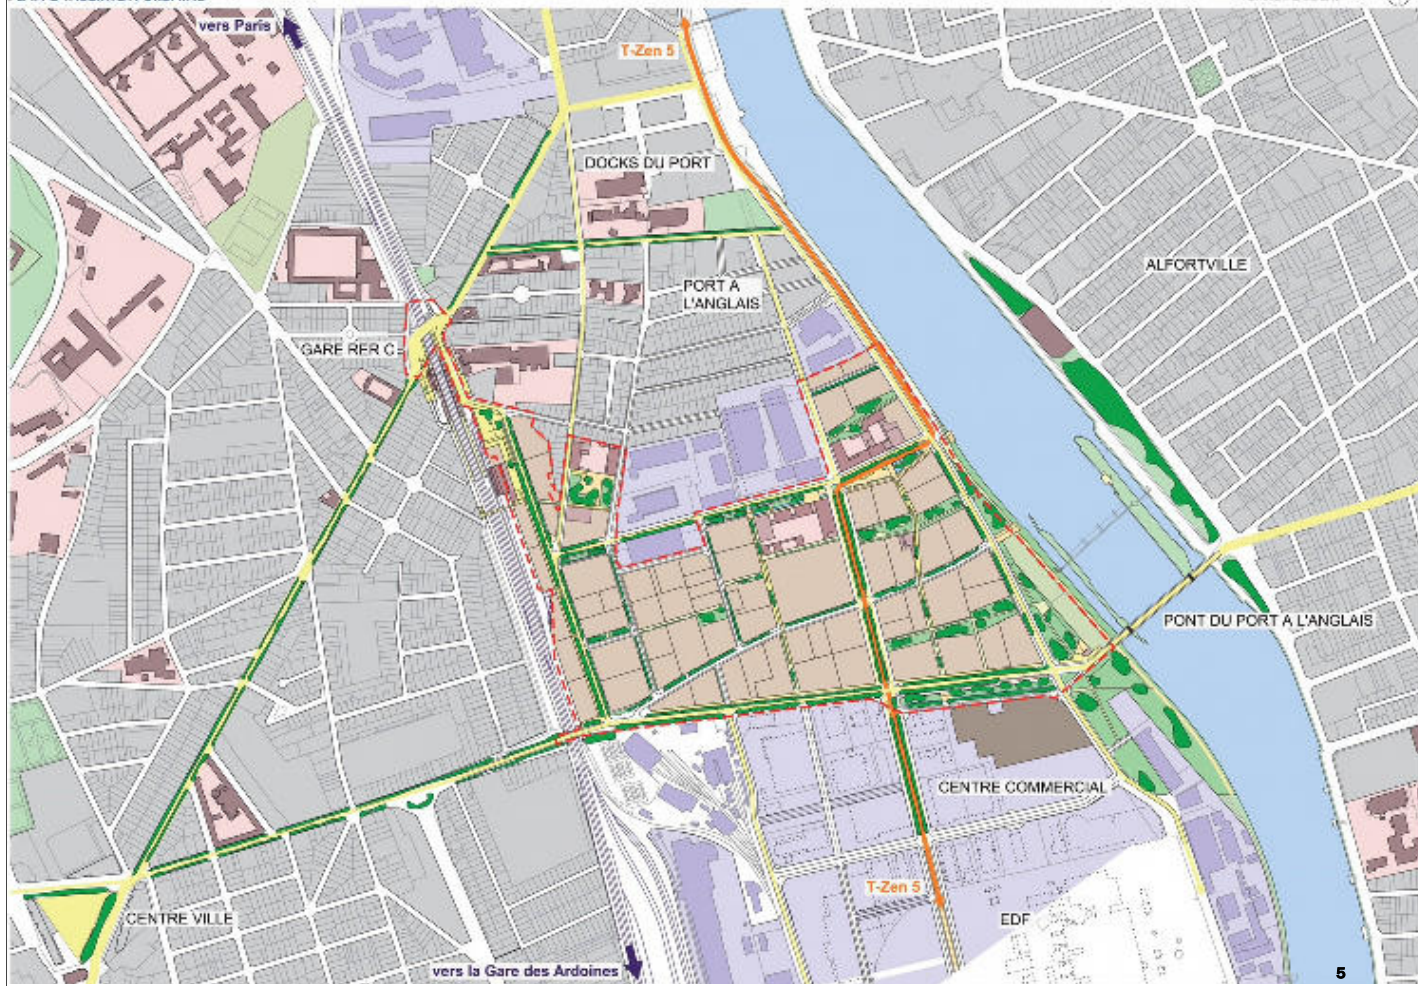 vers Paris
T-Zen 5
DOCKS DU PORT
ALFORTVILLE
PORT A
L'ANGLAIS
GARE RER C
PONT DU PORT A L'ANGLAIS
CENTRE COMMERCIAL
T-Zen 5
CENTRE VILLE
EDF
vers la Gare des Ardoines
5